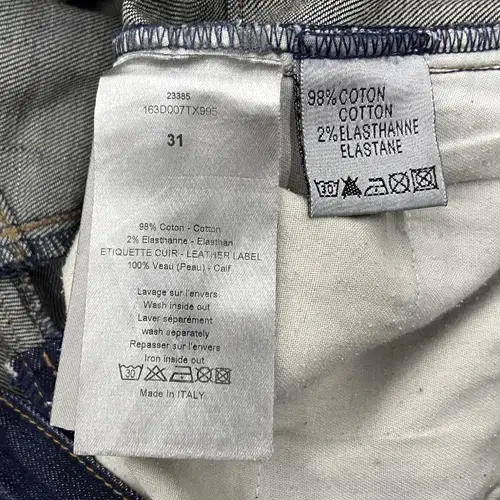 23385
163D007TX995
31
98% Coton - Cotton
2% Elasthanne - Elasthan
ETIQUETTE CUIR - LEATHER LABEL
100% Veau (Peau) - Calf
Lavage sur l'envers
Wash inside out
Laver séparément
wash separately
Repasser sur l'envers
Iron inside out
30
Made In ITALY
98% COTON
COTTON
2% ELASTHANNE
ELASTANE
30